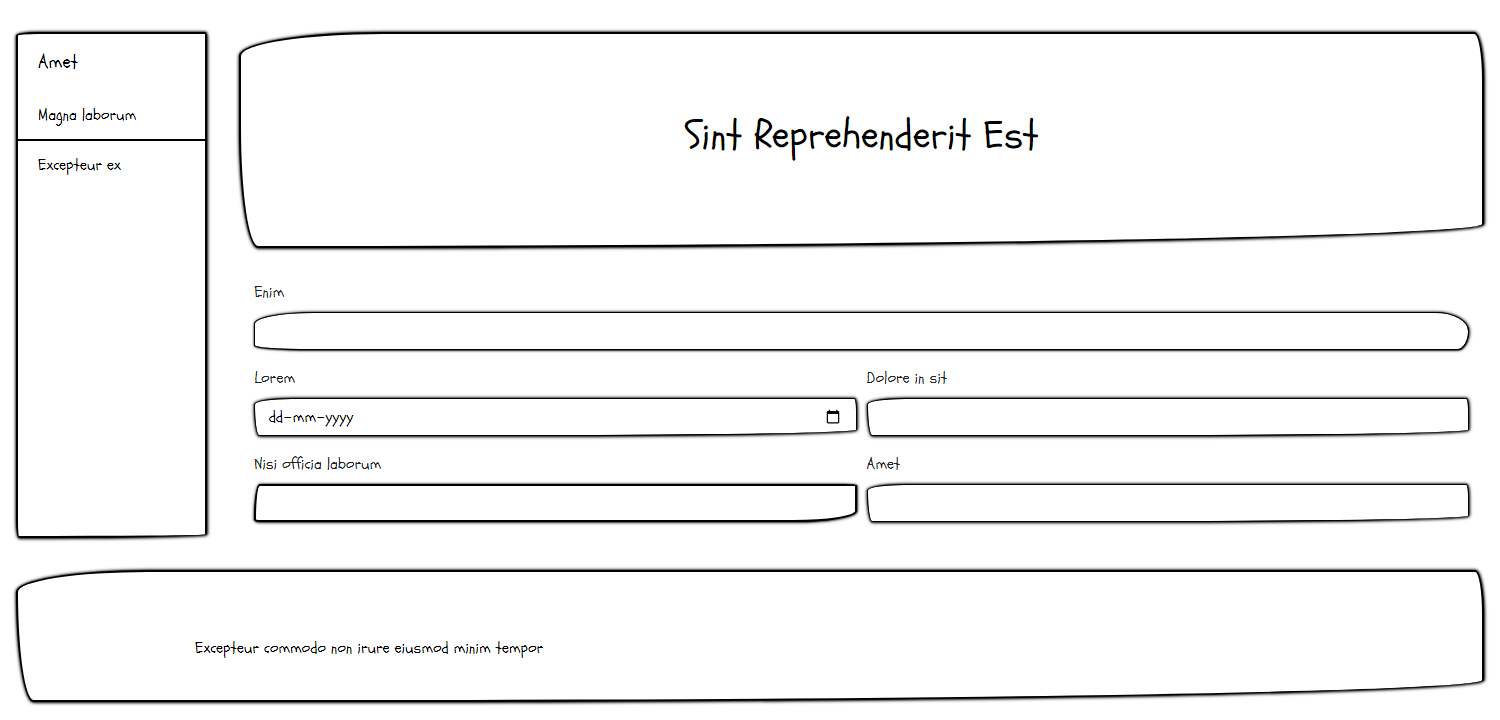 Amet
Magna laborum
Excepteur ex
Sint Reprehenderit Est
Enim
Lorem
dd-mm-yyyy
Dolore in sit
Nisi officia laborum
Amet
Excepteur commodo non irure eiusmod minim tempor